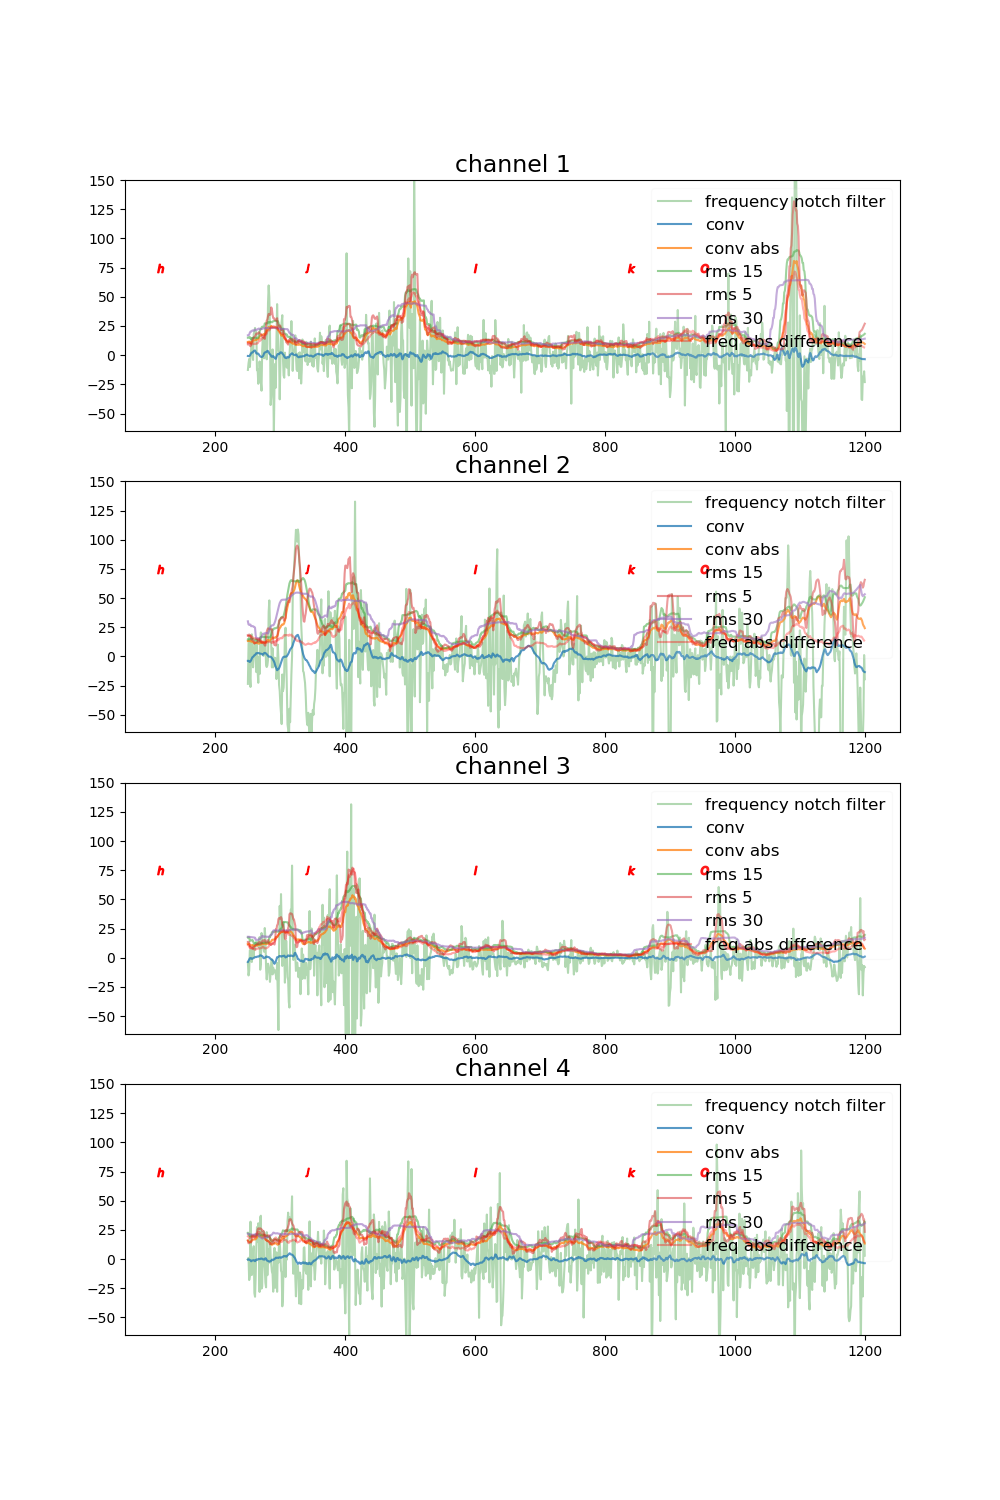 channel 1
150
125
100
75
50
25
0
−25
−50
h J l k O
frequency notch filter
conv
conv abs
rms 15
rms 5
rms 30
freq abs difference
200 400 600 800 1000 1200
channel 2
150
125
100
75
50
25
0
−25
−50
h J l k O
frequency notch filter
conv
conv abs
rms 15
rms 5
rms 30
freq abs difference
200 400 600 800 1000 1200
channel 3
150
125
100
75
50
25
0
−25
−50
h J l k O
frequency notch filter
conv
conv abs
rms 15
rms 5
rms 30
freq abs difference
200 400 600 800 1000 1200
channel 4
150
125
100
75
50
25
0
−25
−50
h J l k O
frequency notch filter
conv
conv abs
rms 15
rms 5
rms 30
freq abs difference
200 400 600 800 1000 1200